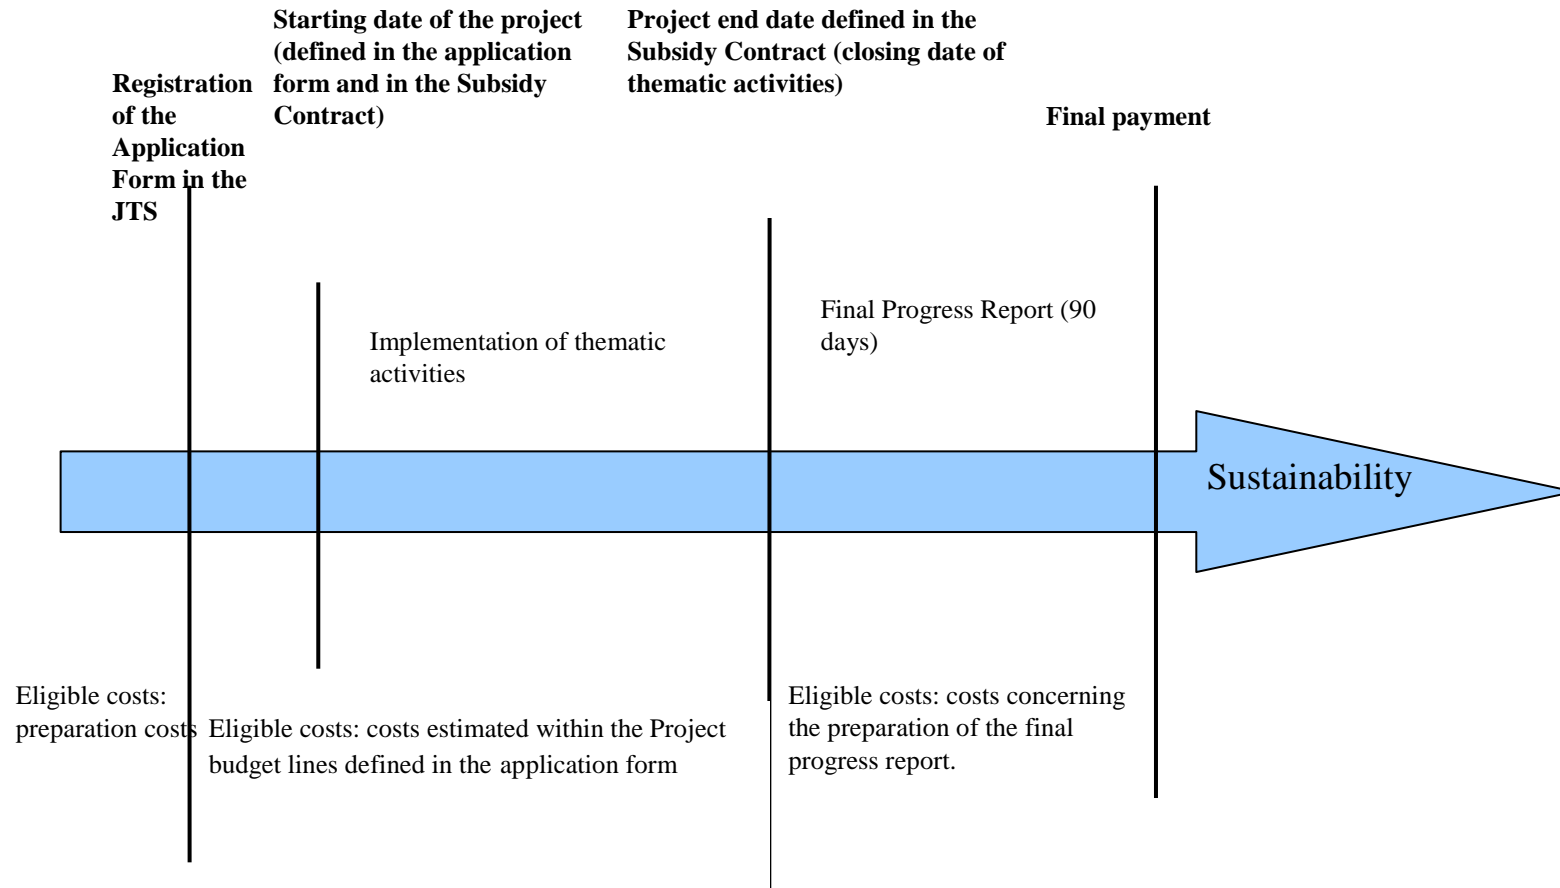 Registration
of the
Application
Form in the
JTS
Starting date of the project
(defined in the application
form and in the Subsidy
Contract)
Project end date defined in the
Subsidy Contract (closing date of
thematic activities)
Final payment
Implementation of thematic
activities
Final Progress Report (90
days)
Sustainability
Eligible costs:
preparation costs
Eligible costs: costs estimated within the Project
budget lines defined in the application form
Eligible costs: costs concerning
the preparation of the final
progress report.